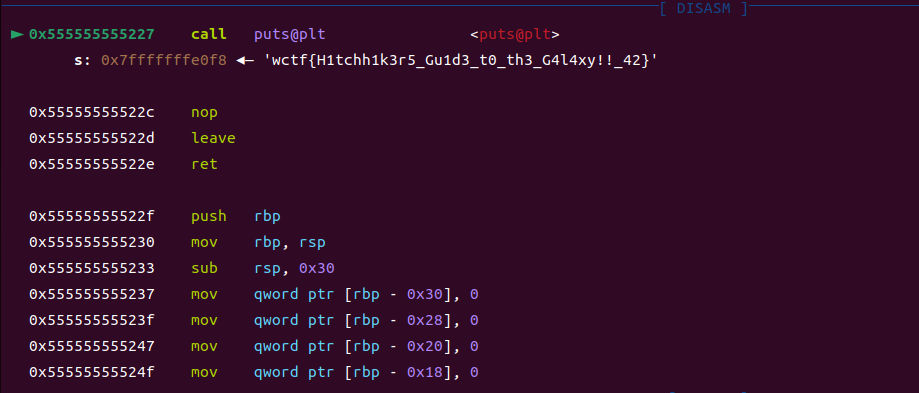 [ DISASM ]
► 0x555555555227 call puts@plt <puts@plt>
s: 0x7fffffffe0f8 ◂— 'wctf{H1tchh1k3r5_Gu1d3_t0_th3_G4l4xy!!_42}'
0x55555555522c nop
0x55555555522d leave
0x55555555522e ret
0x55555555522f push rbp
0x555555555230 mov rbp, rsp
0x555555555233 sub rsp, 0x30
0x555555555237 mov qword ptr [rbp - 0x30], 0
0x55555555523f mov qword ptr [rbp - 0x28], 0
0x555555555247 mov qword ptr [rbp - 0x20], 0
0x55555555524f mov qword ptr [rbp - 0x18], 0